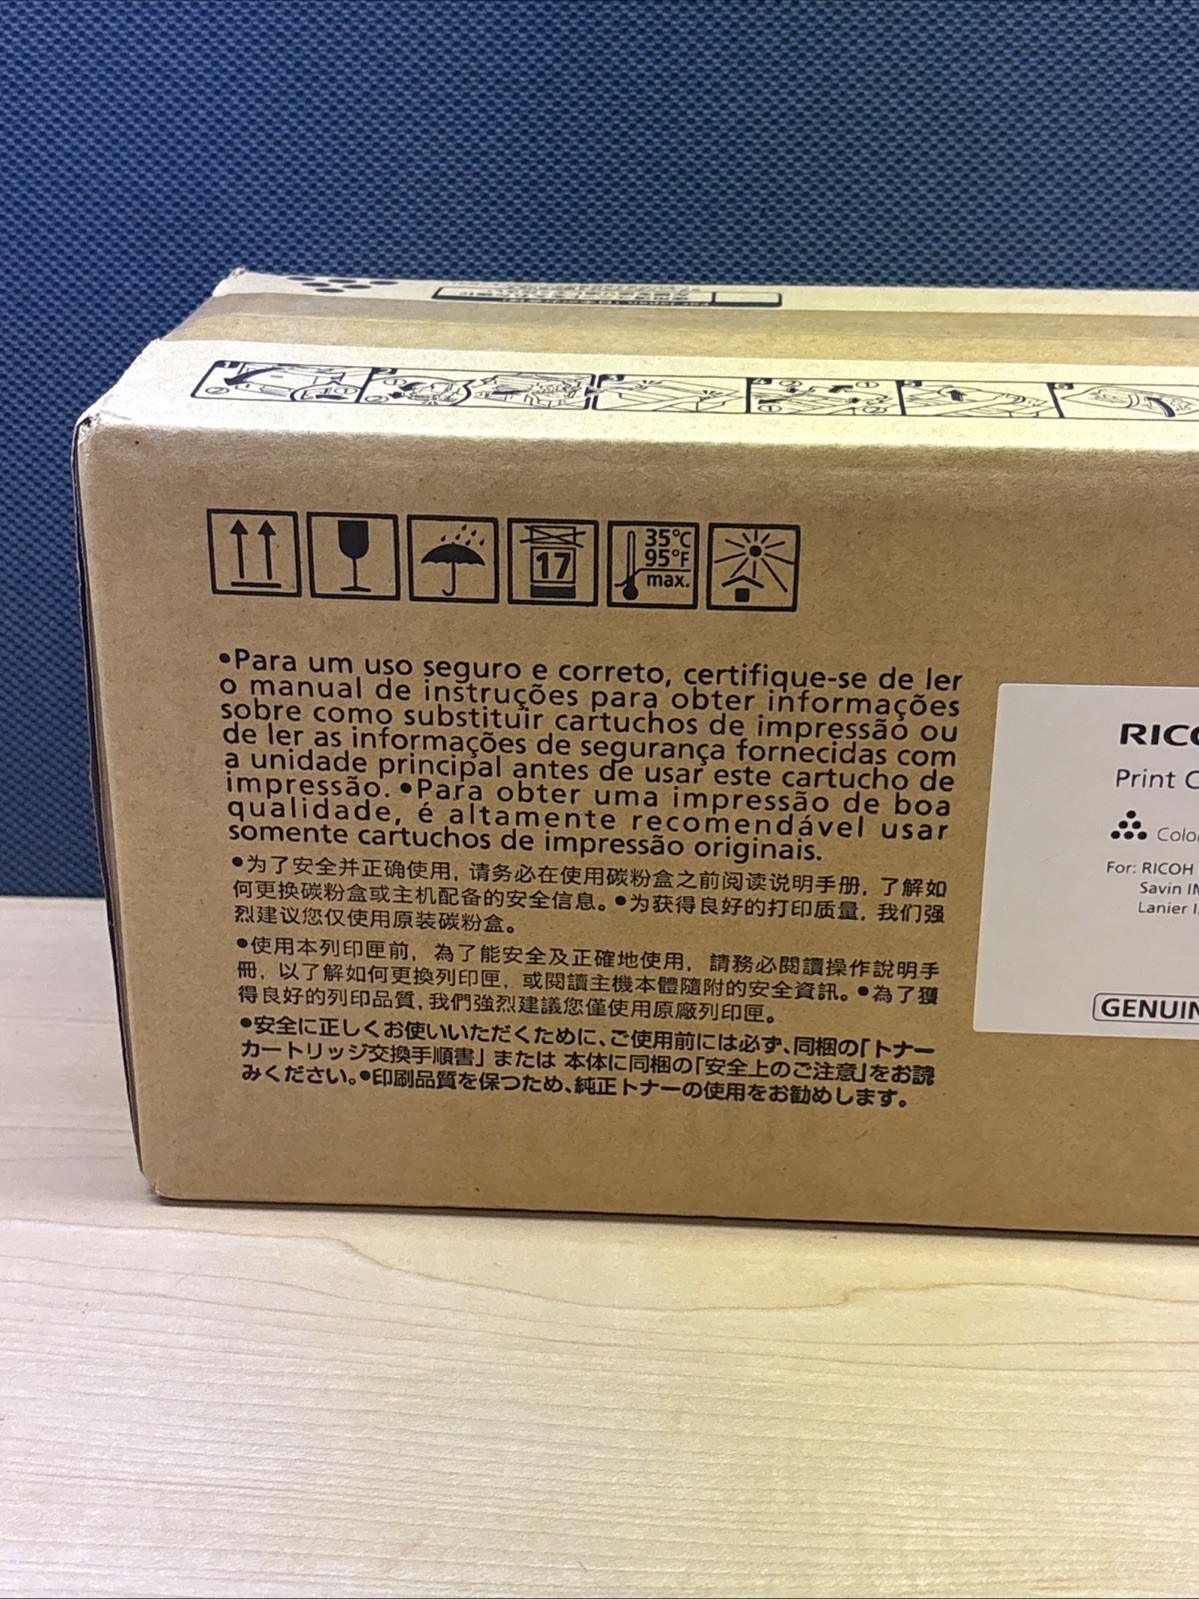 17
35°C
95°F
max.
•Para um uso seguro e correto, certifique-se de ler
o manual de instruções para obter informações
sobre como substituir cartuchos de impressão ou
de ler as informações de segurança fornecidas com
a unidade principal antes de usar este cartucho de
impressão. •Para obter uma impressão de boa
qualidade, é altamente recomendável usar
somente cartuchos de impressão originais.
•为了安全并正确使用，请务必在使用碳粉盒之前阅读说明手册，了解如
何更换碳粉盒或主机配备的安全信息。•为获得良好的打印质量，我们强
烈建议您仅使用原装碳粉盒。
•使用本列印匣前，為了能安全及正確地使用，請務必閱讀操作說明手
冊，以了解如何更換列印匣，或閱讀主機本體隨附的安全資訊。•為了獲
得良好的列印品質，我們強烈建議您僅使用原廠列印匣。
•安全に正しくお使いいただくために、ご使用前には必ず、同梱の「トナー
カートリッジ交換手順書」または 本体に同梱の「安全上のご注意」をお読
みください。•印刷品質を保つため、純正トナーの使用をお勧めします。
RICO
Print C
Color
For: RICOH
Savin IM
Lanier I
GENUIN